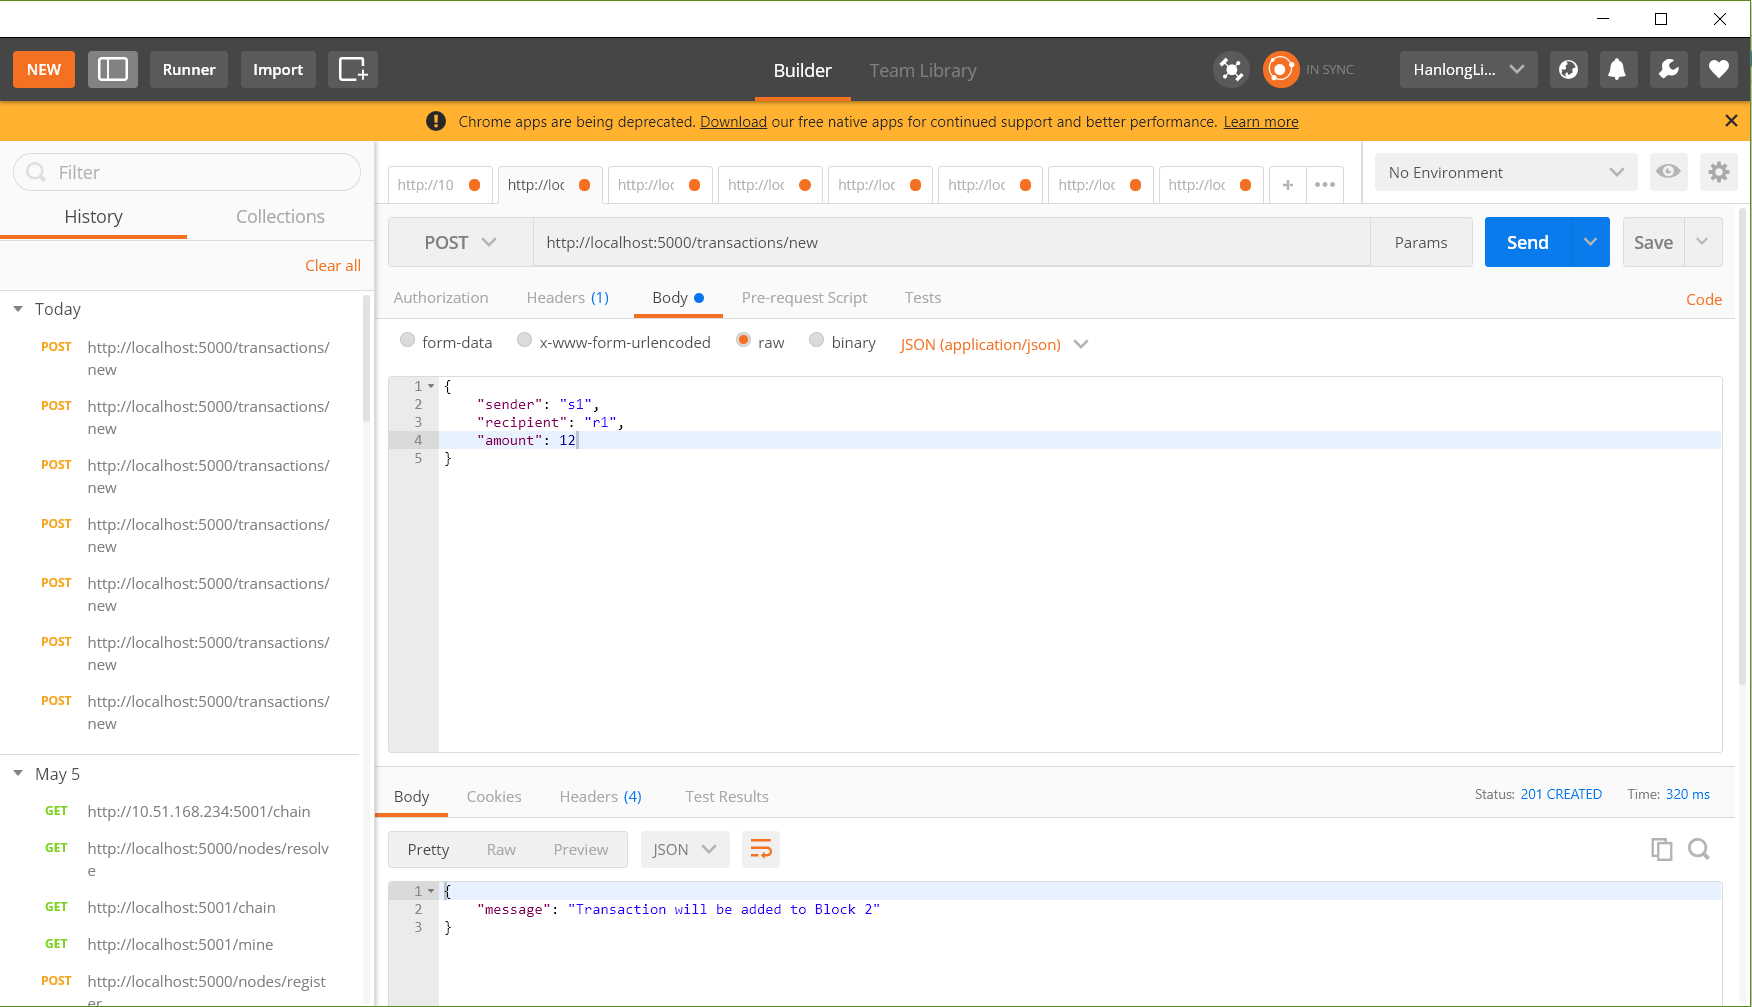 NEW
Runner
Import
Builder
Team Library
IN SYNC
HanlongLi...
Chrome apps are being deprecated. Download our free native apps for continued support and better performance. Learn more
Filter
History
Collections
Clear all
Today
POST http://localhost:5000/transactions/
new
POST http://localhost:5000/transactions/
new
POST http://localhost:5000/transactions/
new
POST http://localhost:5000/transactions/
new
POST http://localhost:5000/transactions/
new
POST http://localhost:5000/transactions/
new
POST http://localhost:5000/transactions/
new
May 5
GET http://10.51.168.234:5001/chain
GET http://localhost:5000/nodes/resolv
e
GET http://localhost:5001/chain
GET http://localhost:5001/mine
POST http://localhost:5000/nodes/regist
er
http://10
http://loc
http://loc
http://loc
http://loc
http://loc
http://loc
http://loc
+
•••
No Environment
POST
http://localhost:5000/transactions/new
Params
Send
Save
Authorization
Headers (1)
Body
Pre-request Script
Tests
Code
form-data
x-www-form-urlencoded
raw
binary
JSON (application/json)
1 {
2 "sender": "s1",
3 "recipient": "r1",
4 "amount": 12
5 }
Body
Cookies
Headers (4)
Test Results
Status: 201 CREATED
Time: 320 ms
Pretty
Raw
Preview
JSON
1 {
2 "message": "Transaction will be added to Block 2"
3 }